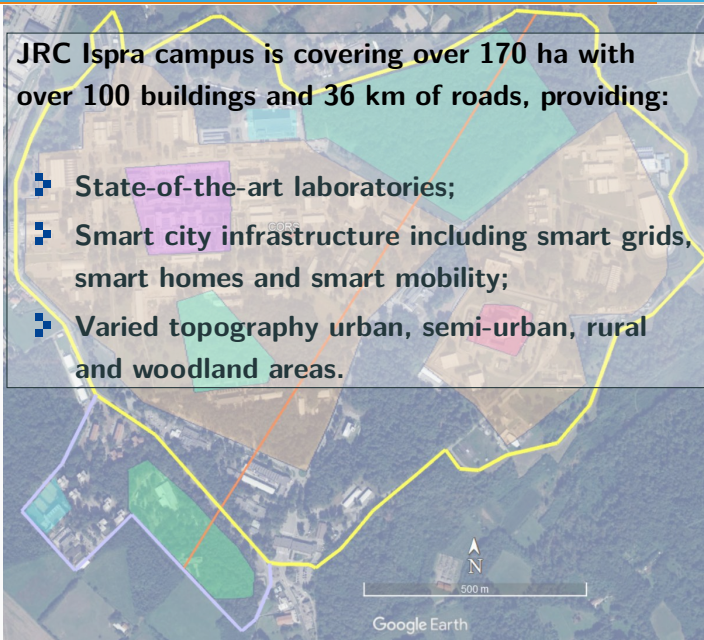 JRC Ispra campus is covering over 170 ha with
over 100 buildings and 36 km of roads, providing:
State-of-the-art laboratories;
CORS
Smart city infrastructure including smart grids,
smart homes and smart mobility;
Varied topography urban, semi-urban, rural
and woodland areas.
N
500 m
Google Earth